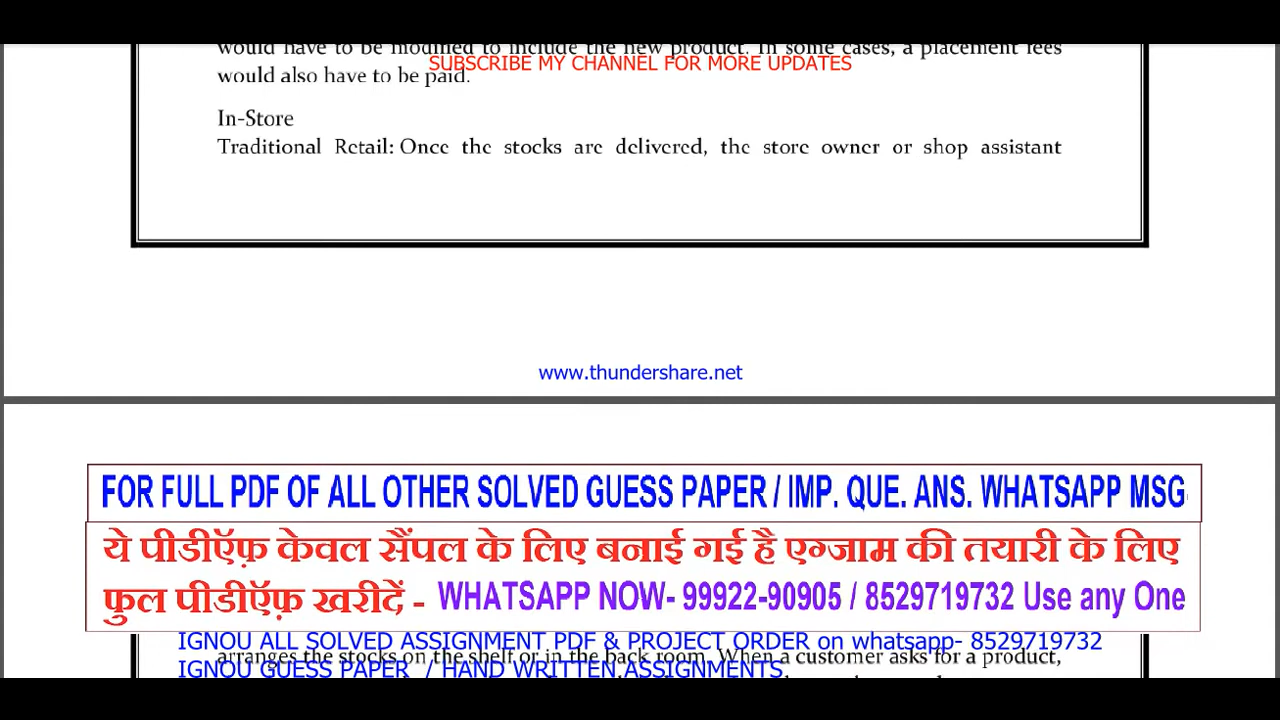 would have to be modified to include the new product. In some cases, a placement fees
SUBSCRIBE MY CHANNEL FOR MORE UPDATES
would also have to be paid.
In-Store
Traditional Retail: Once the stocks are delivered, the store owner or shop assistant
www.thundershare.net
FOR FULL PDF OF ALL OTHER SOLVED GUESS PAPER / IMP. QUE. ANS. WHATSAPP MSG
ये पीडीऍफ़ केवल सैंपल के लिए बनाई गई है एग्जाम की तयारी के लिए
फुल पीडीऍफ़ खरीदें - WHATSAPP NOW- 99922-90905 / 8529719732 Use any One
IGNOU ALL SOLVED ASSIGNMENT PDF & PROJECT ORDER on whatsapp- 8529719732
arranges the stocks on the shelf or in the back room. When a customer asks for a product,
IGNOU GUESS PAPER / HAND WRITTEN ASSIGNMENTS